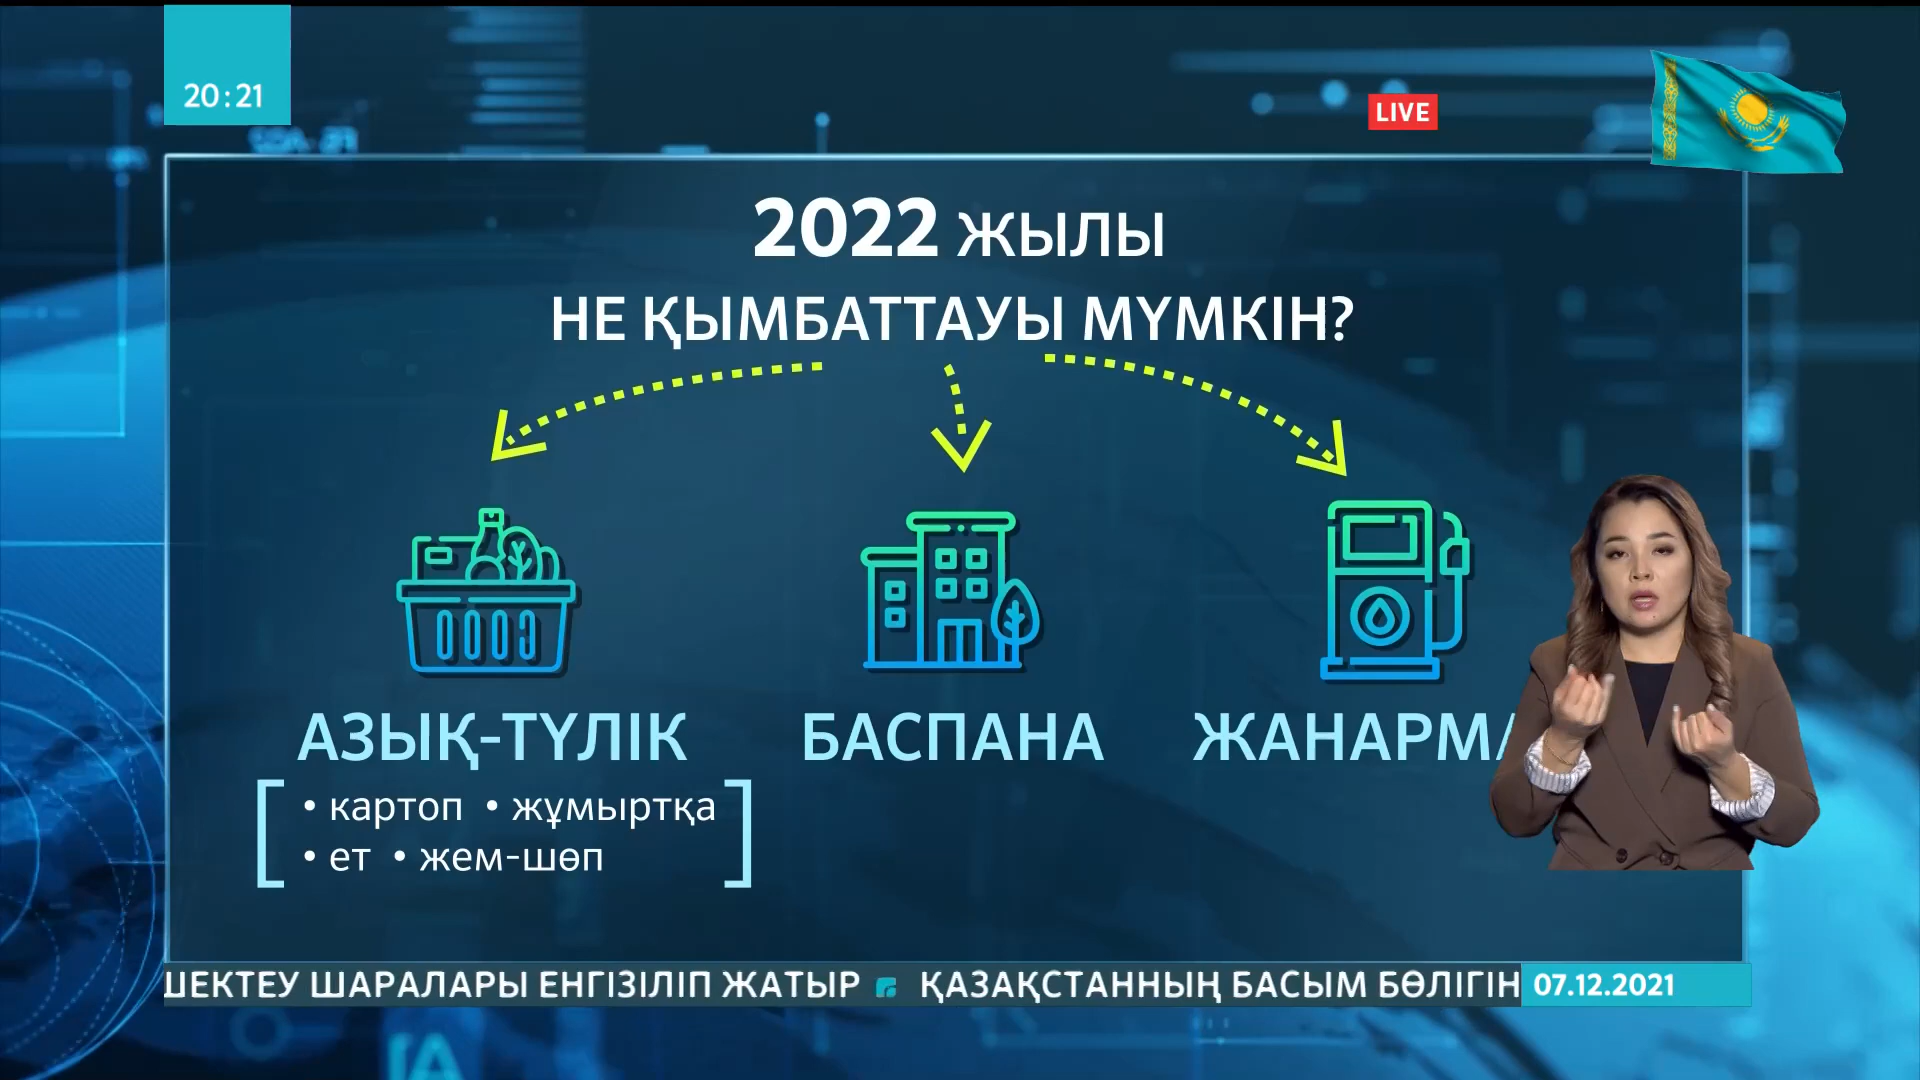 20:21
LIVE
2022 ЖЫЛЫ
НЕ ҚЫМБАТТАУЫ МҮМКІН?
АЗЫҚ-ТҮЛІК
БАСПАНА
• картоп • жұмыртқа
• ет • жем-шөп
ШЕКТЕУ ШАРАЛАРЫ ЕНГІЗІЛІП ЖАТЫР ҚАЗАҚСТАННЫҢ БАСЫМ БӨЛІГІН
07.12.2021